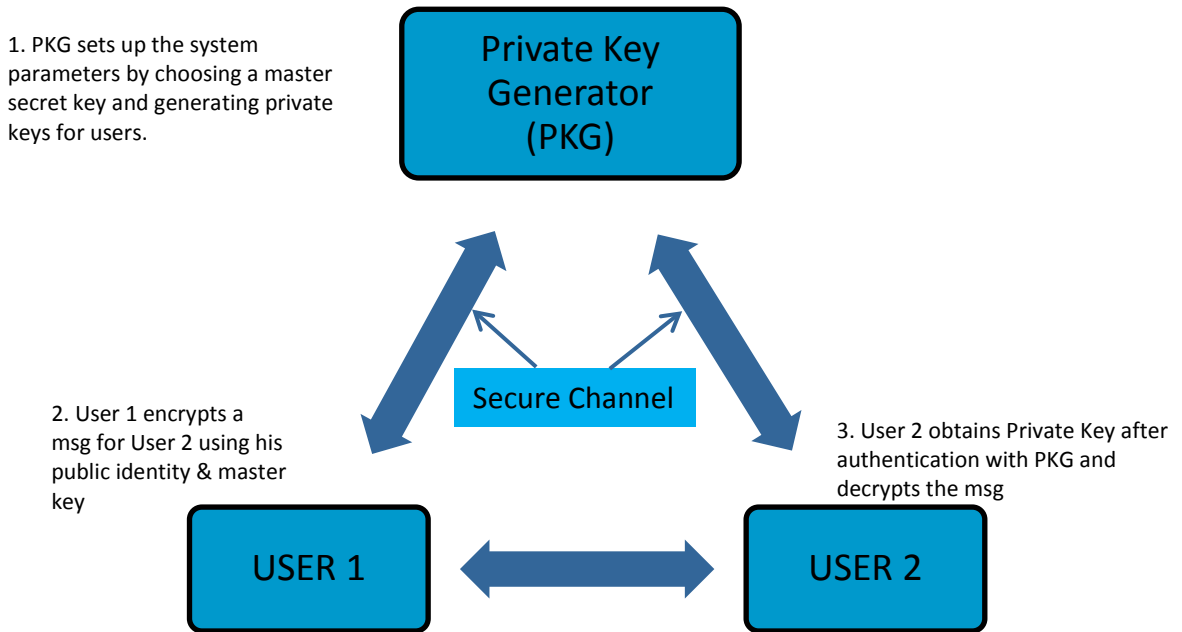 1. PKG sets up the system
parameters by choosing a master
secret key and generating private
keys for users.
Private Key
Generator
(PKG)
Secure Channel
2. User 1 encrypts a
msg for User 2 using his
public identity & master
key
3. User 2 obtains Private Key after
authentication with PKG and
decrypts the msg
USER 1
USER 2